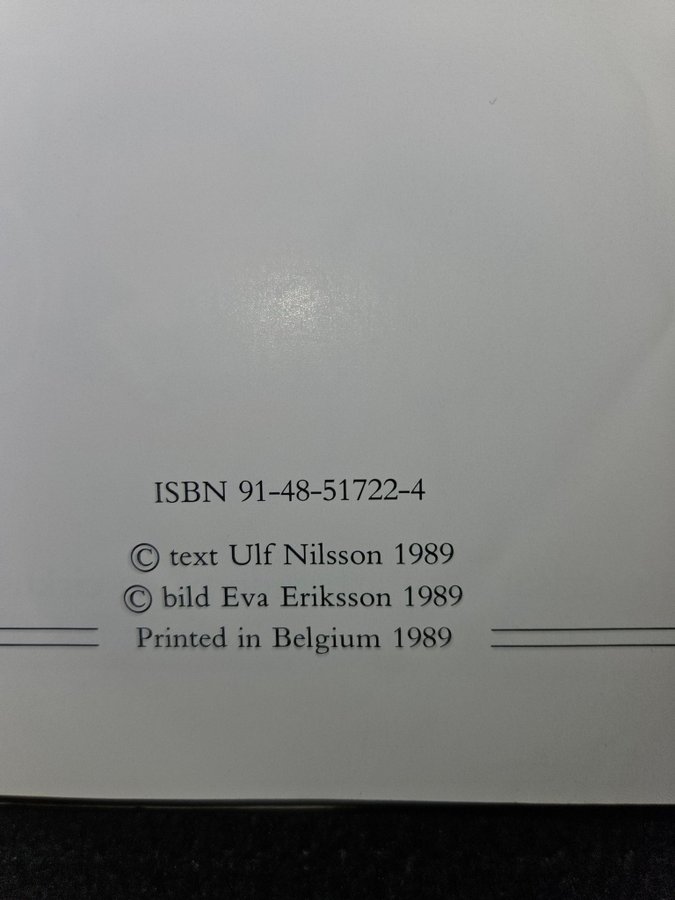 ISBN 91-48-51722-4
© text Ulf Nilsson 1989
© bild Eva Eriksson 1989
Printed in Belgium 1989